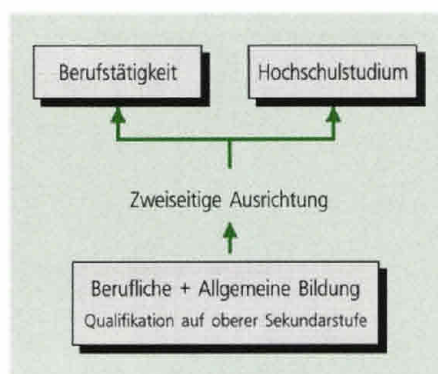 Berufstätigkeit
Hochschulstudium
Zweiseitige Ausrichtung
Berufliche + Allgemeine Bildung
Qualifikation auf oberer Sekundarstufe